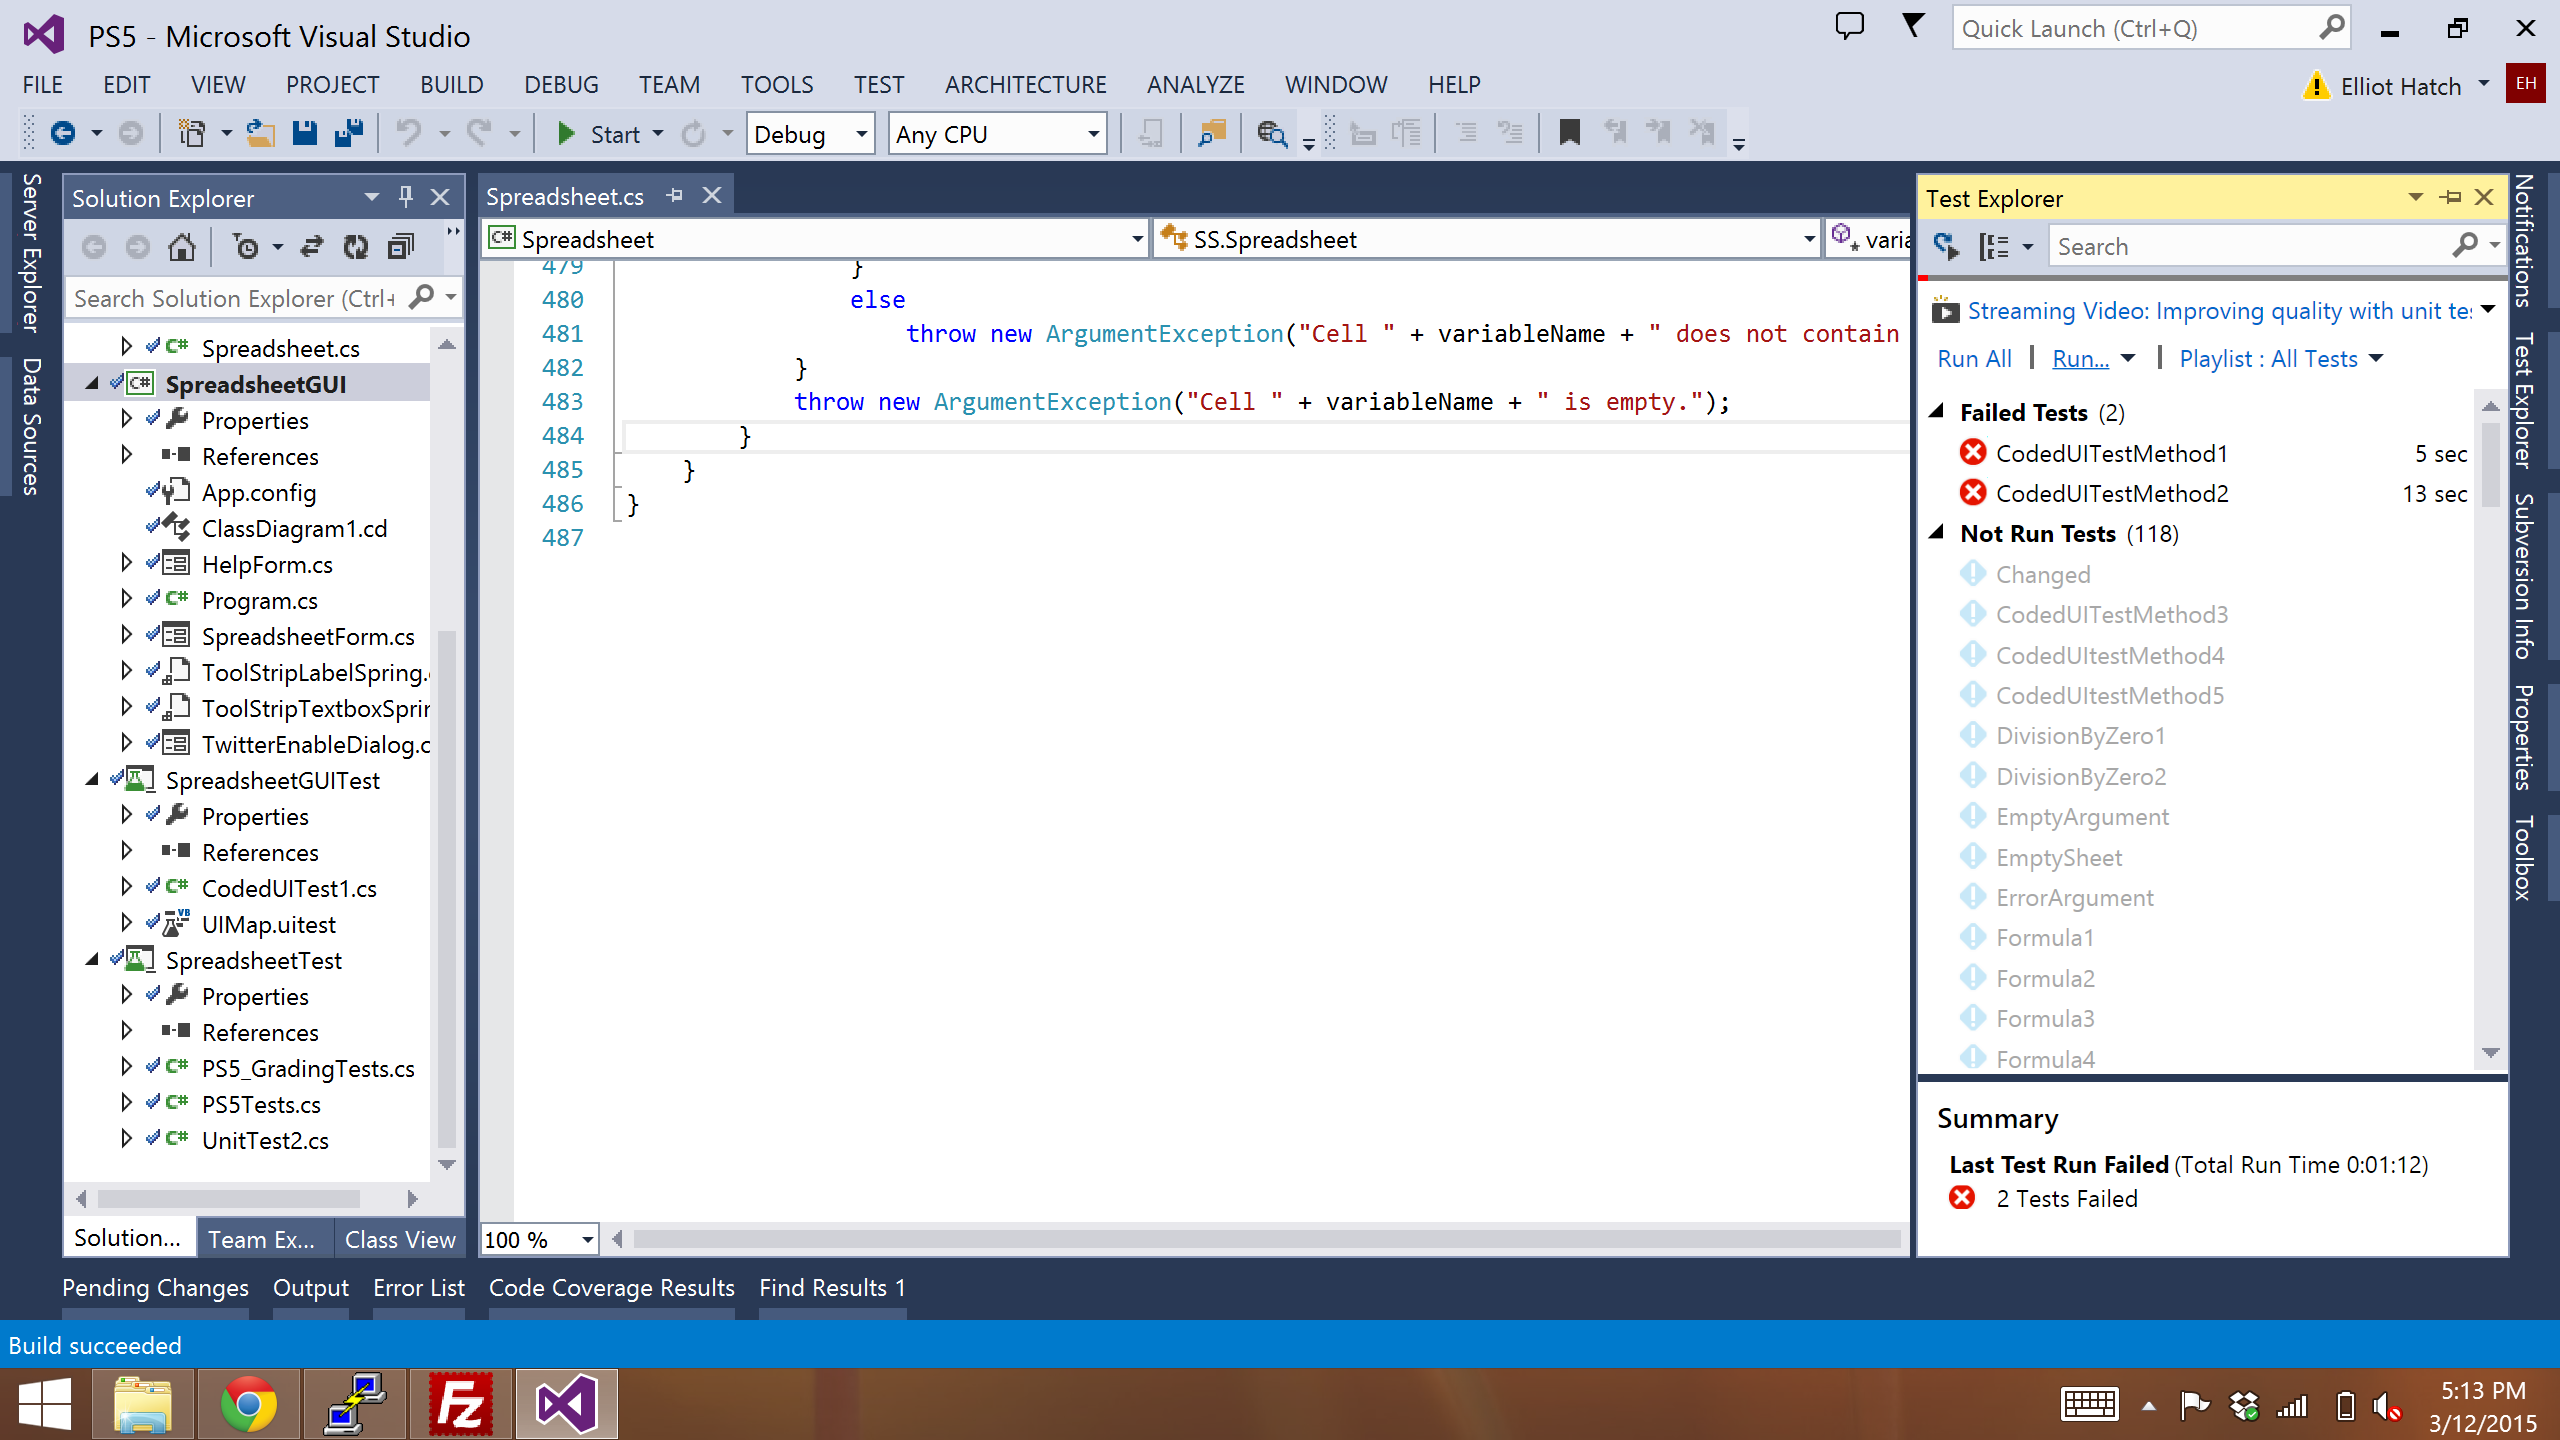 PS5 - Microsoft Visual Studio
Quick Launch (Ctrl+Q)
FILE EDIT VIEW PROJECT BUILD DEBUG TEAM TOOLS TEST ARCHITECTURE ANALYZE WINDOW HELP
Elliot Hatch EH
Start Debug Any CPU
Server Explorer
Data Sources
Solution Explorer
Search Solution Explorer (Ctrl+
C# Spreadsheet.cs
C# SpreadsheetGUI
Properties
References
App.config
ClassDiagram1.cd
HelpForm.cs
C# Program.cs
SpreadsheetForm.cs
ToolStripLabelSpring.
ToolStripTextboxSprin
TwitterEnableDialog.c
SpreadsheetGUITest
Properties
References
C# CodedUITest1.cs
VB UIMap.uitest
SpreadsheetTest
Properties
References
C# PS5_GradingTests.cs
C# PS5Tests.cs
C# UnitTest2.cs
Solution... Team Ex... Class View
Spreadsheet.cs
C# Spreadsheet SS.Spreadsheet varia
479 }
480 else
481 throw new ArgumentException("Cell " + variableName + " does not contain
482 }
483 throw new ArgumentException("Cell " + variableName + " is empty.");
484 }
485 }
486 }
487
100 %
Test Explorer
Search
Streaming Video: Improving quality with unit tes
Run All | Run... | Playlist : All Tests
Failed Tests (2)
CodedUITestMethod1 5 sec
CodedUITestMethod2 13 sec
Not Run Tests (118)
Changed
CodedUITestMethod3
CodedUItestMethod4
CodedUItestMethod5
DivisionByZero1
DivisionByZero2
EmptyArgument
EmptySheet
ErrorArgument
Formula1
Formula2
Formula3
Formula4
Summary
Last Test Run Failed (Total Run Time 0:01:12)
2 Tests Failed
Notifications
Test Explorer
Subversion Info
Properties
Toolbox
Pending Changes Output Error List Code Coverage Results Find Results 1
Build succeeded
Fz
5:13 PM
3/12/2015